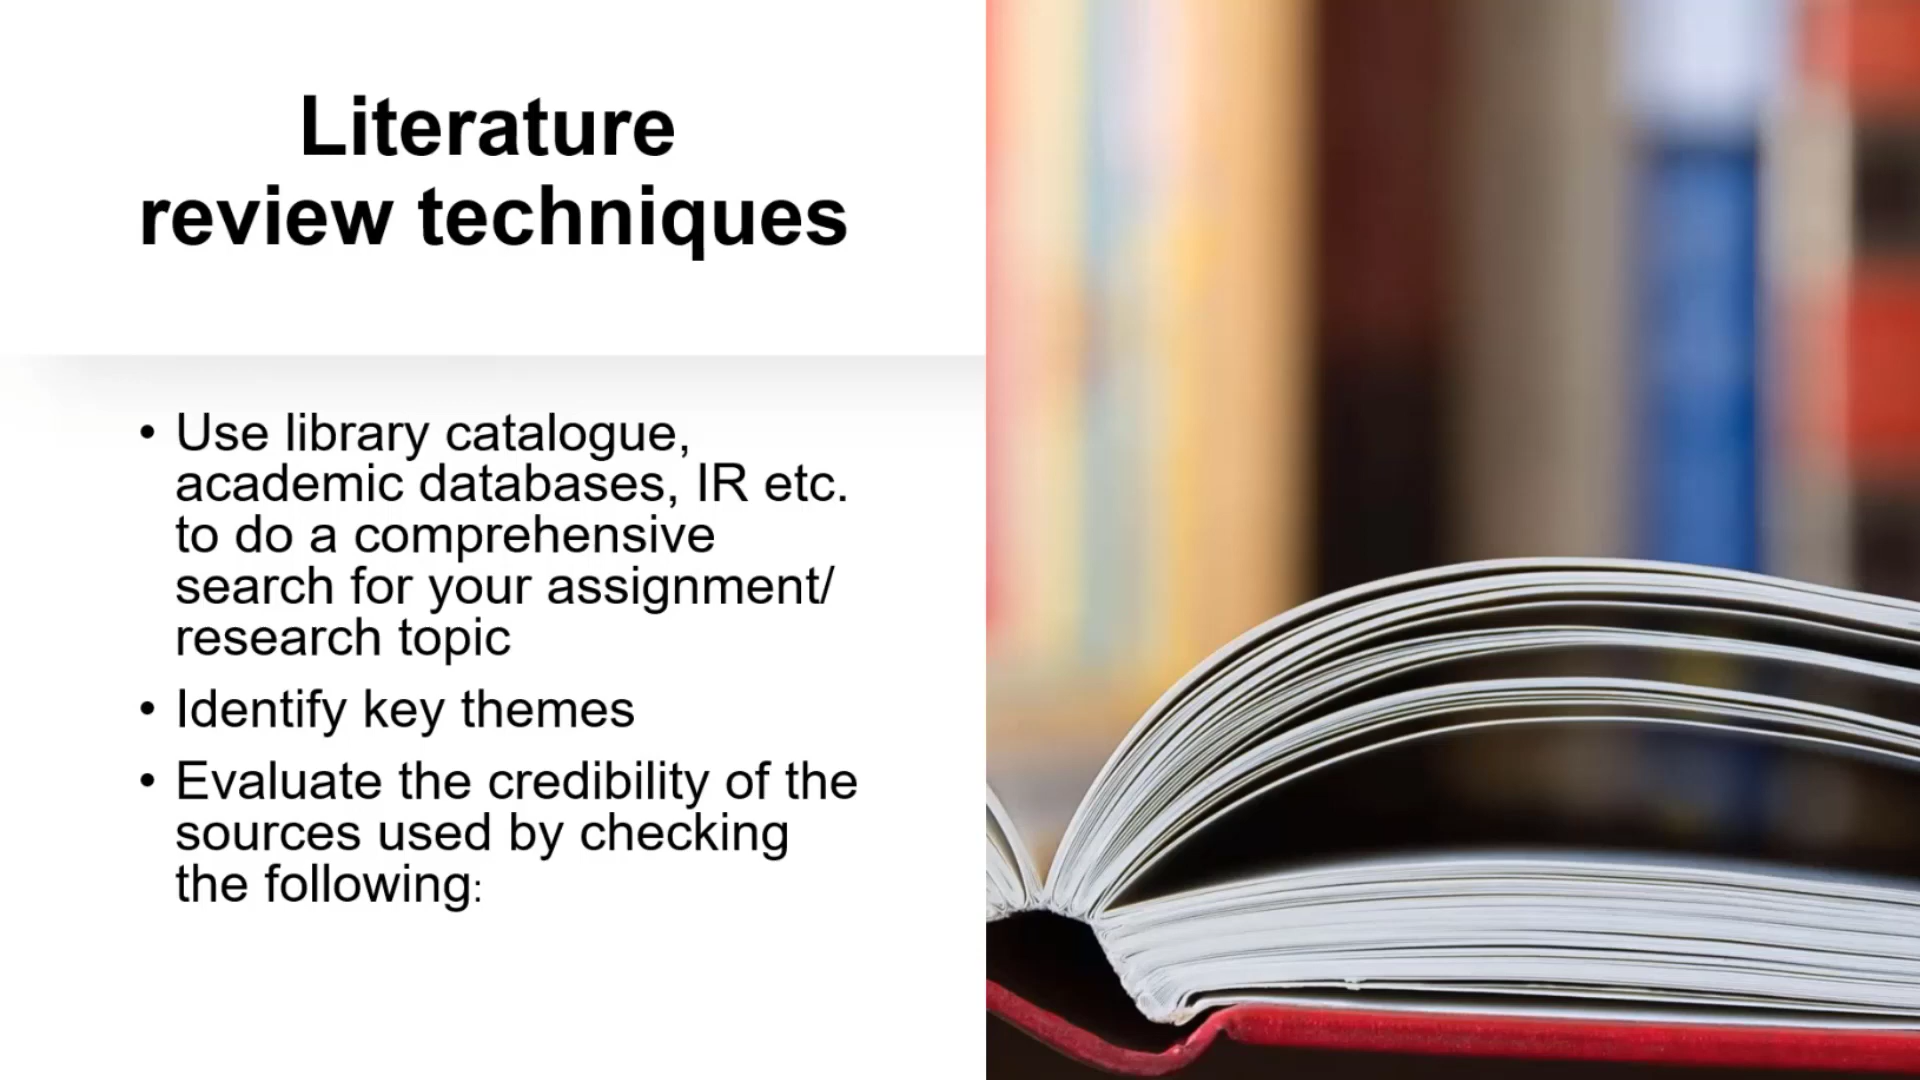 Literature
review techniques
• Use library catalogue,
academic databases, IR etc.
to do a comprehensive
search for your assignment/
research topic
• Identify key themes
• Evaluate the credibility of the
sources used by checking
the following: